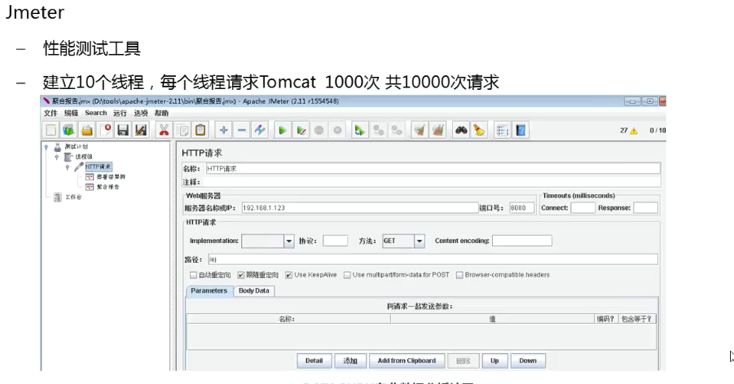 Jmeter
– 性能测试工具
– 建立10个线程，每个线程请求Tomcat 1000次 共10000次请求
聚合报告.jmx (D:\tools\apache-jmeter-2.11\bin\聚合报告.jmx) - Apache JMeter (2.11 r1554548)
文件 编辑 Search 运行 选项 帮助
27 0/10
测试计划
线程组
HTTP请求
察看结果树
聚合报告
工作台
HTTP请求
名称： HTTP请求
注释：
Web服务器
服务器名称或IP： 192.168.1.123 端口号： 8080
Timeouts (milliseconds)
Connect: Response:
HTTP请求
Implementation: 协议： 方法： GET Content encoding:
路径：
自动重定向 跟随重定向 Use KeepAlive Use multipart/form-data for POST Browser-compatible headers
Parameters Body Data
同请求一起发送参数：
名称： 值 编码？ 包含等于？
Detail 添加 Add from Clipboard 删除 Up Down